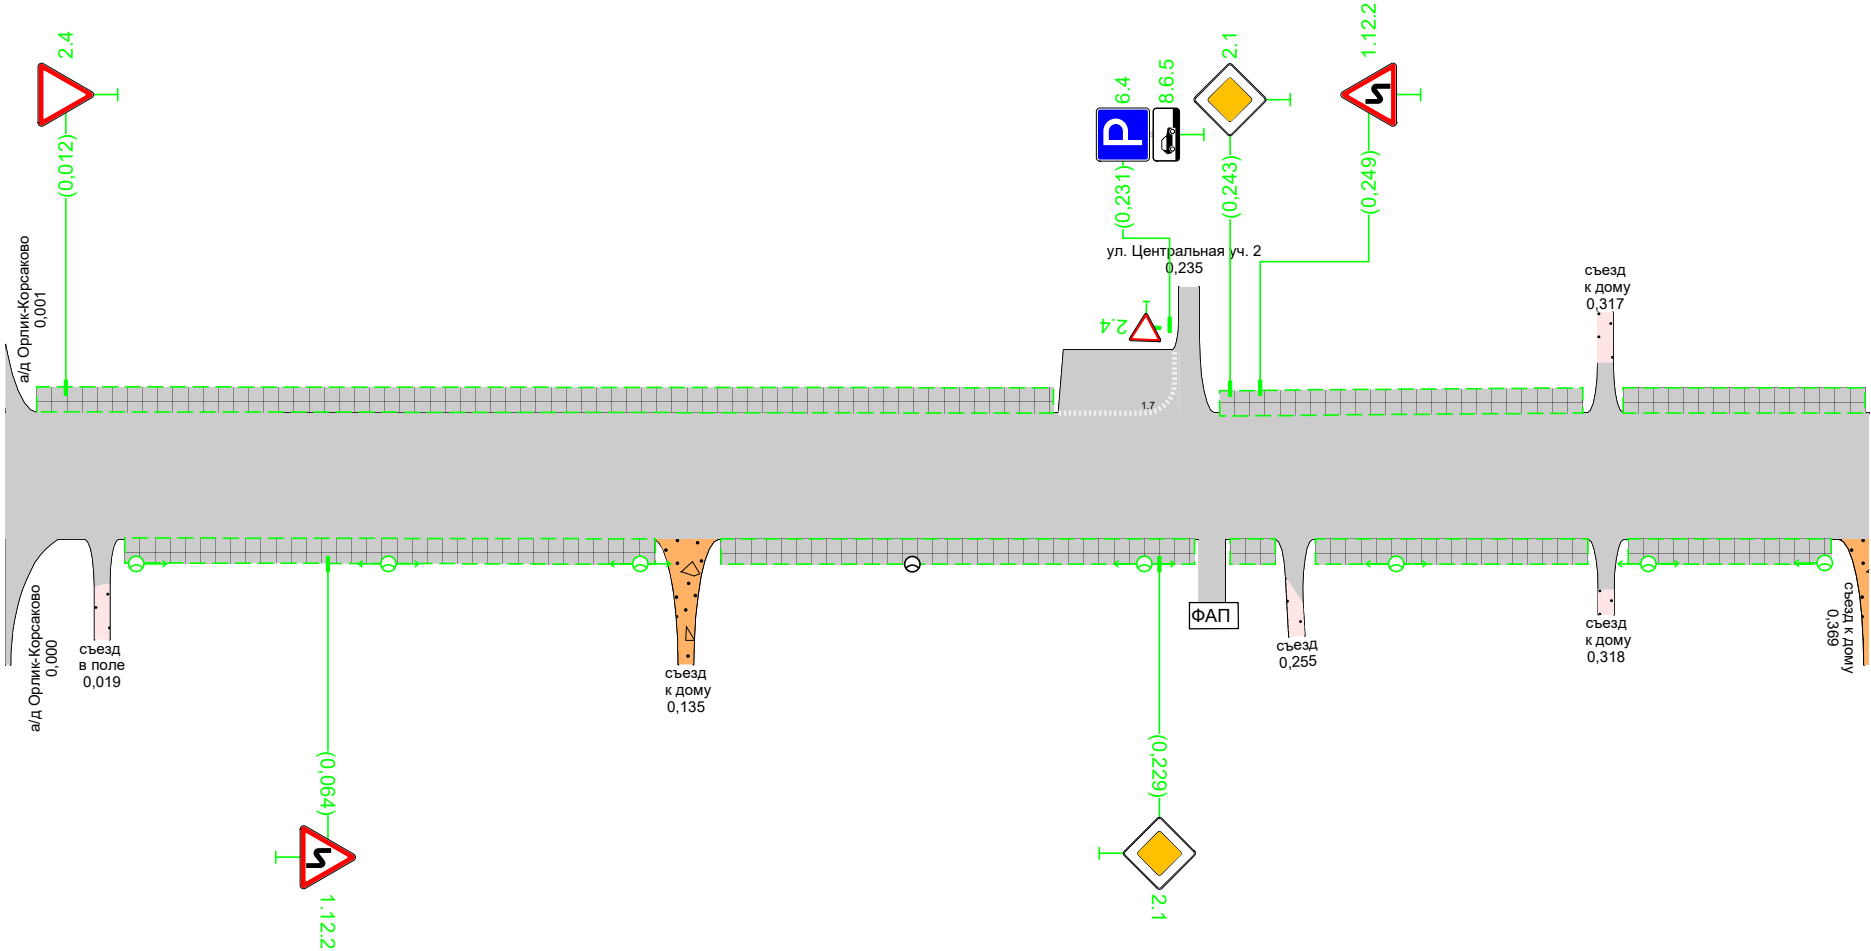 2.4
(0,012)
а/д Орлик-Корсаково
0,001
6.4
8.6.5
P
(0,231)
2.1
(0,243)
1.12.2
(0,249)
ул. Центральная уч. 2
0,235
2.4
1.7
съезд
к дому
0,317
а/д Орлик-Корсаково
0,000
съезд
в поле
0,019
(0,064)
1.12.2
съезд
к дому
0,135
(0,229)
2.1
ФАП
съезд
0,255
съезд
к дому
0,318
съезд к дому
0,369